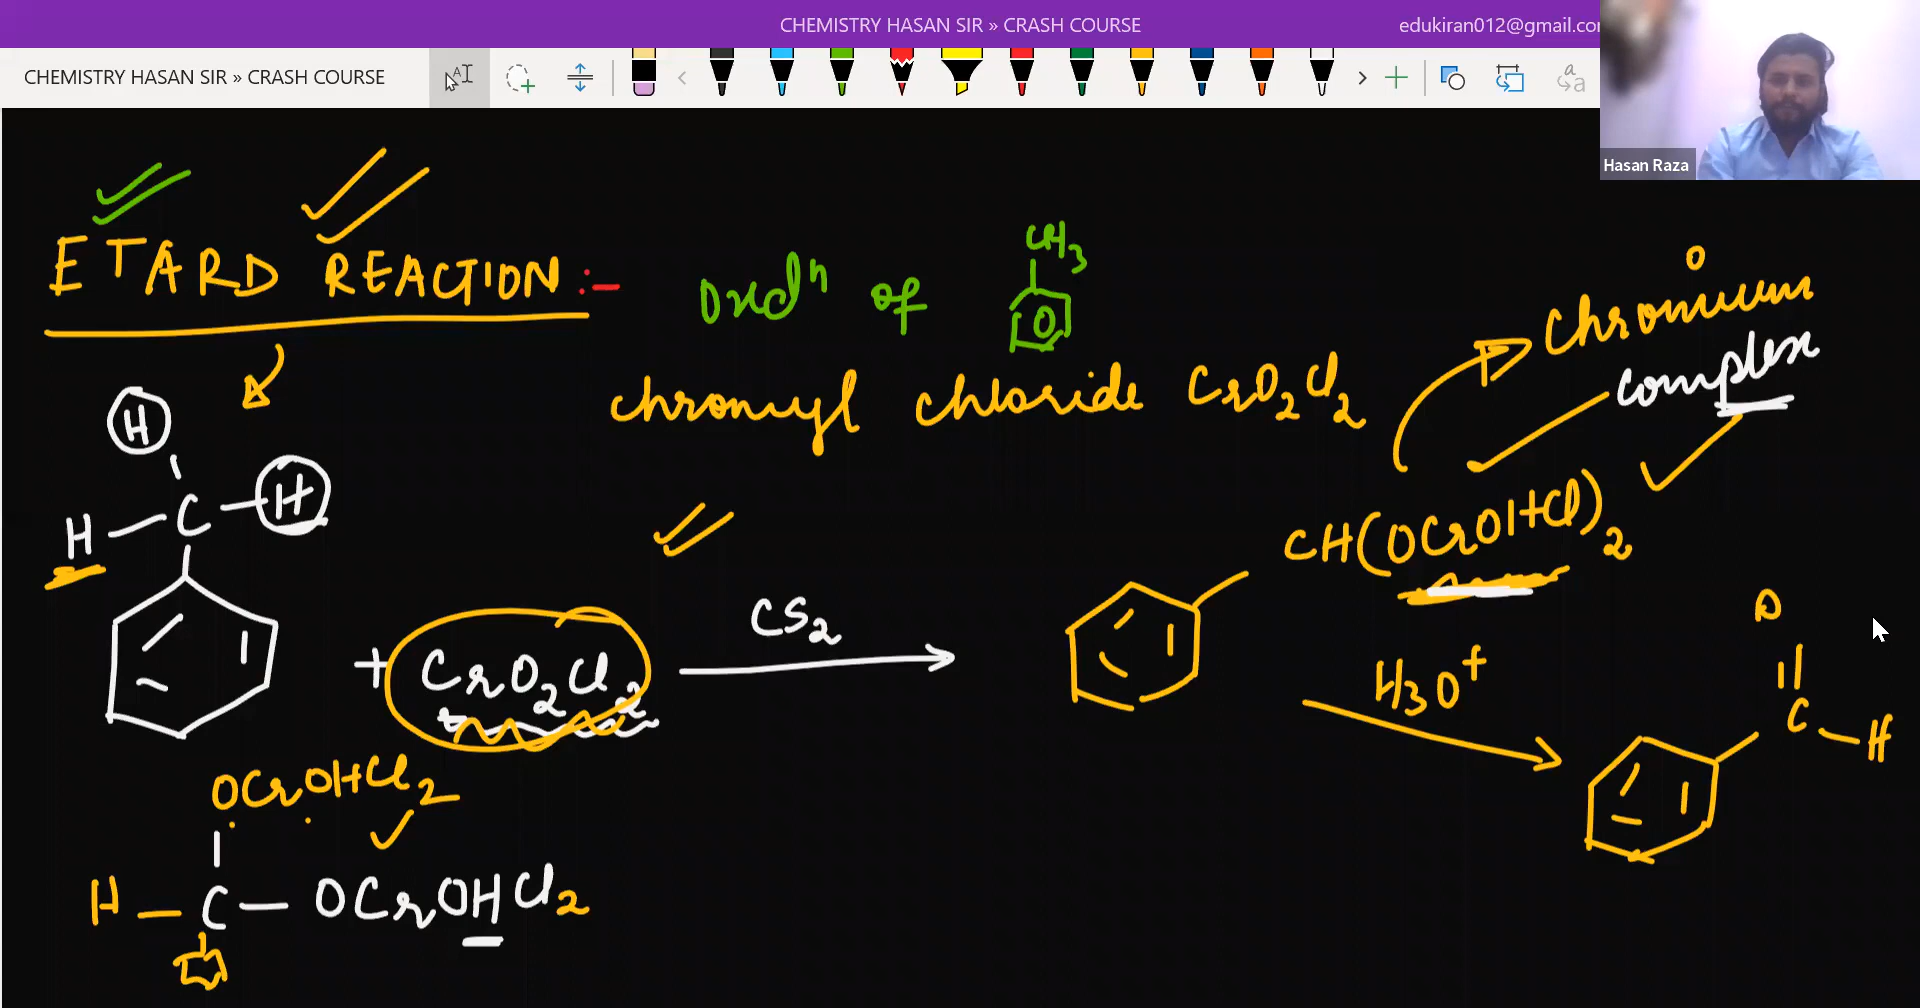 CHEMISTRY HASAN SIR » CRASH COURSE
edukiran012@gmail.co
CHEMISTRY HASAN SIR » CRASH COURSE
Hasan Raza
ETARD REACTION :-
Oxdⁿ of
CH3
chromyl chloride CrO2Cl2
Chromium
complex
H
H — C — H
+ CrO2Cl2
CS2
CH(OCrOHCl)2
H3O+
O
C — H
OCrOHCl2
H — C — OCrOHCl2